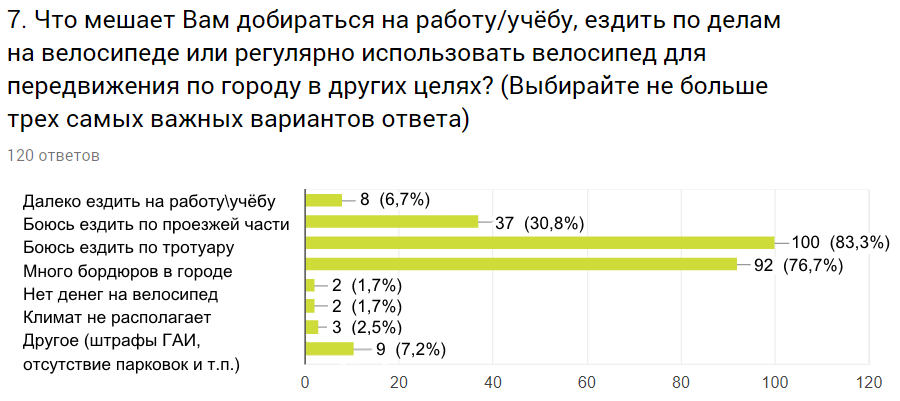 7. Что мешает Вам добираться на работу/учёбу, ездить по делам
на велосипеде или регулярно использовать велосипед для
передвижения по городу в других целях? (Выбирайте не больше
трех самых важных вариантов ответа)
120 ответов
Далеко ездить на работу\учёбу
8 (6,7%)
Боюсь ездить по проезжей части
37 (30,8%)
Боюсь ездить по тротуару
100 (83,3%)
Много бордюров в городе
92 (76,7%)
Нет денег на велосипед
2 (1,7%)
Климат не располагает
2 (1,7%)
3 (2,5%)
Другое (штрафы ГАИ,
отсутствие парковок и т.п.)
9 (7,2%)
0 20 40 60 80 100 120